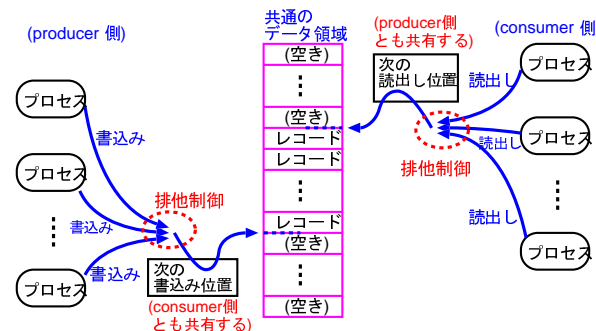 (producer 側)
プロセス
書込み
プロセス
書込み
排他制御
プロセス
書込み
次の
書込み位置
(consumer側
とも共有する)
共通の
データ領域
(空き)
(空き)
レコード
レコード
レコード
(空き)
(空き)
(producer側
とも共有する)
次の
読出し位置
排他制御
(consumer 側)
プロセス
読出し
プロセス
読出し
読出し
プロセス